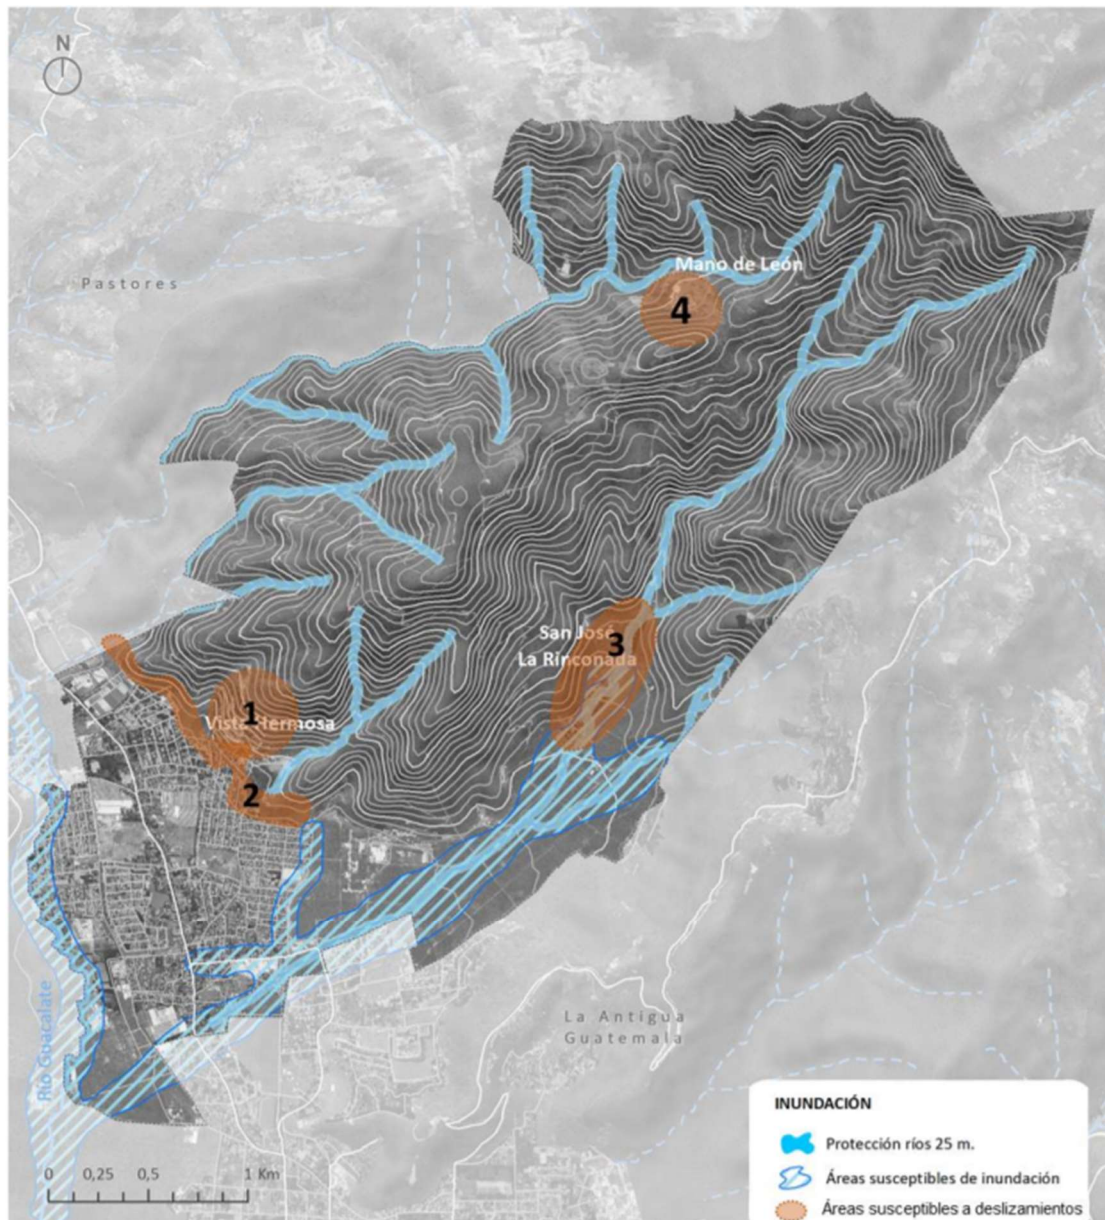 N
Pastores
Mano de León
4
San José
3
La Rinconada
1
Vista Hermosa
2
Río Guacalate
La Antigua
Guatemala
0 0,25 0,5 1 Km
INUNDACIÓN
Protección ríos 25 m.
Áreas susceptibles de inundación
Áreas susceptibles a deslizamientos